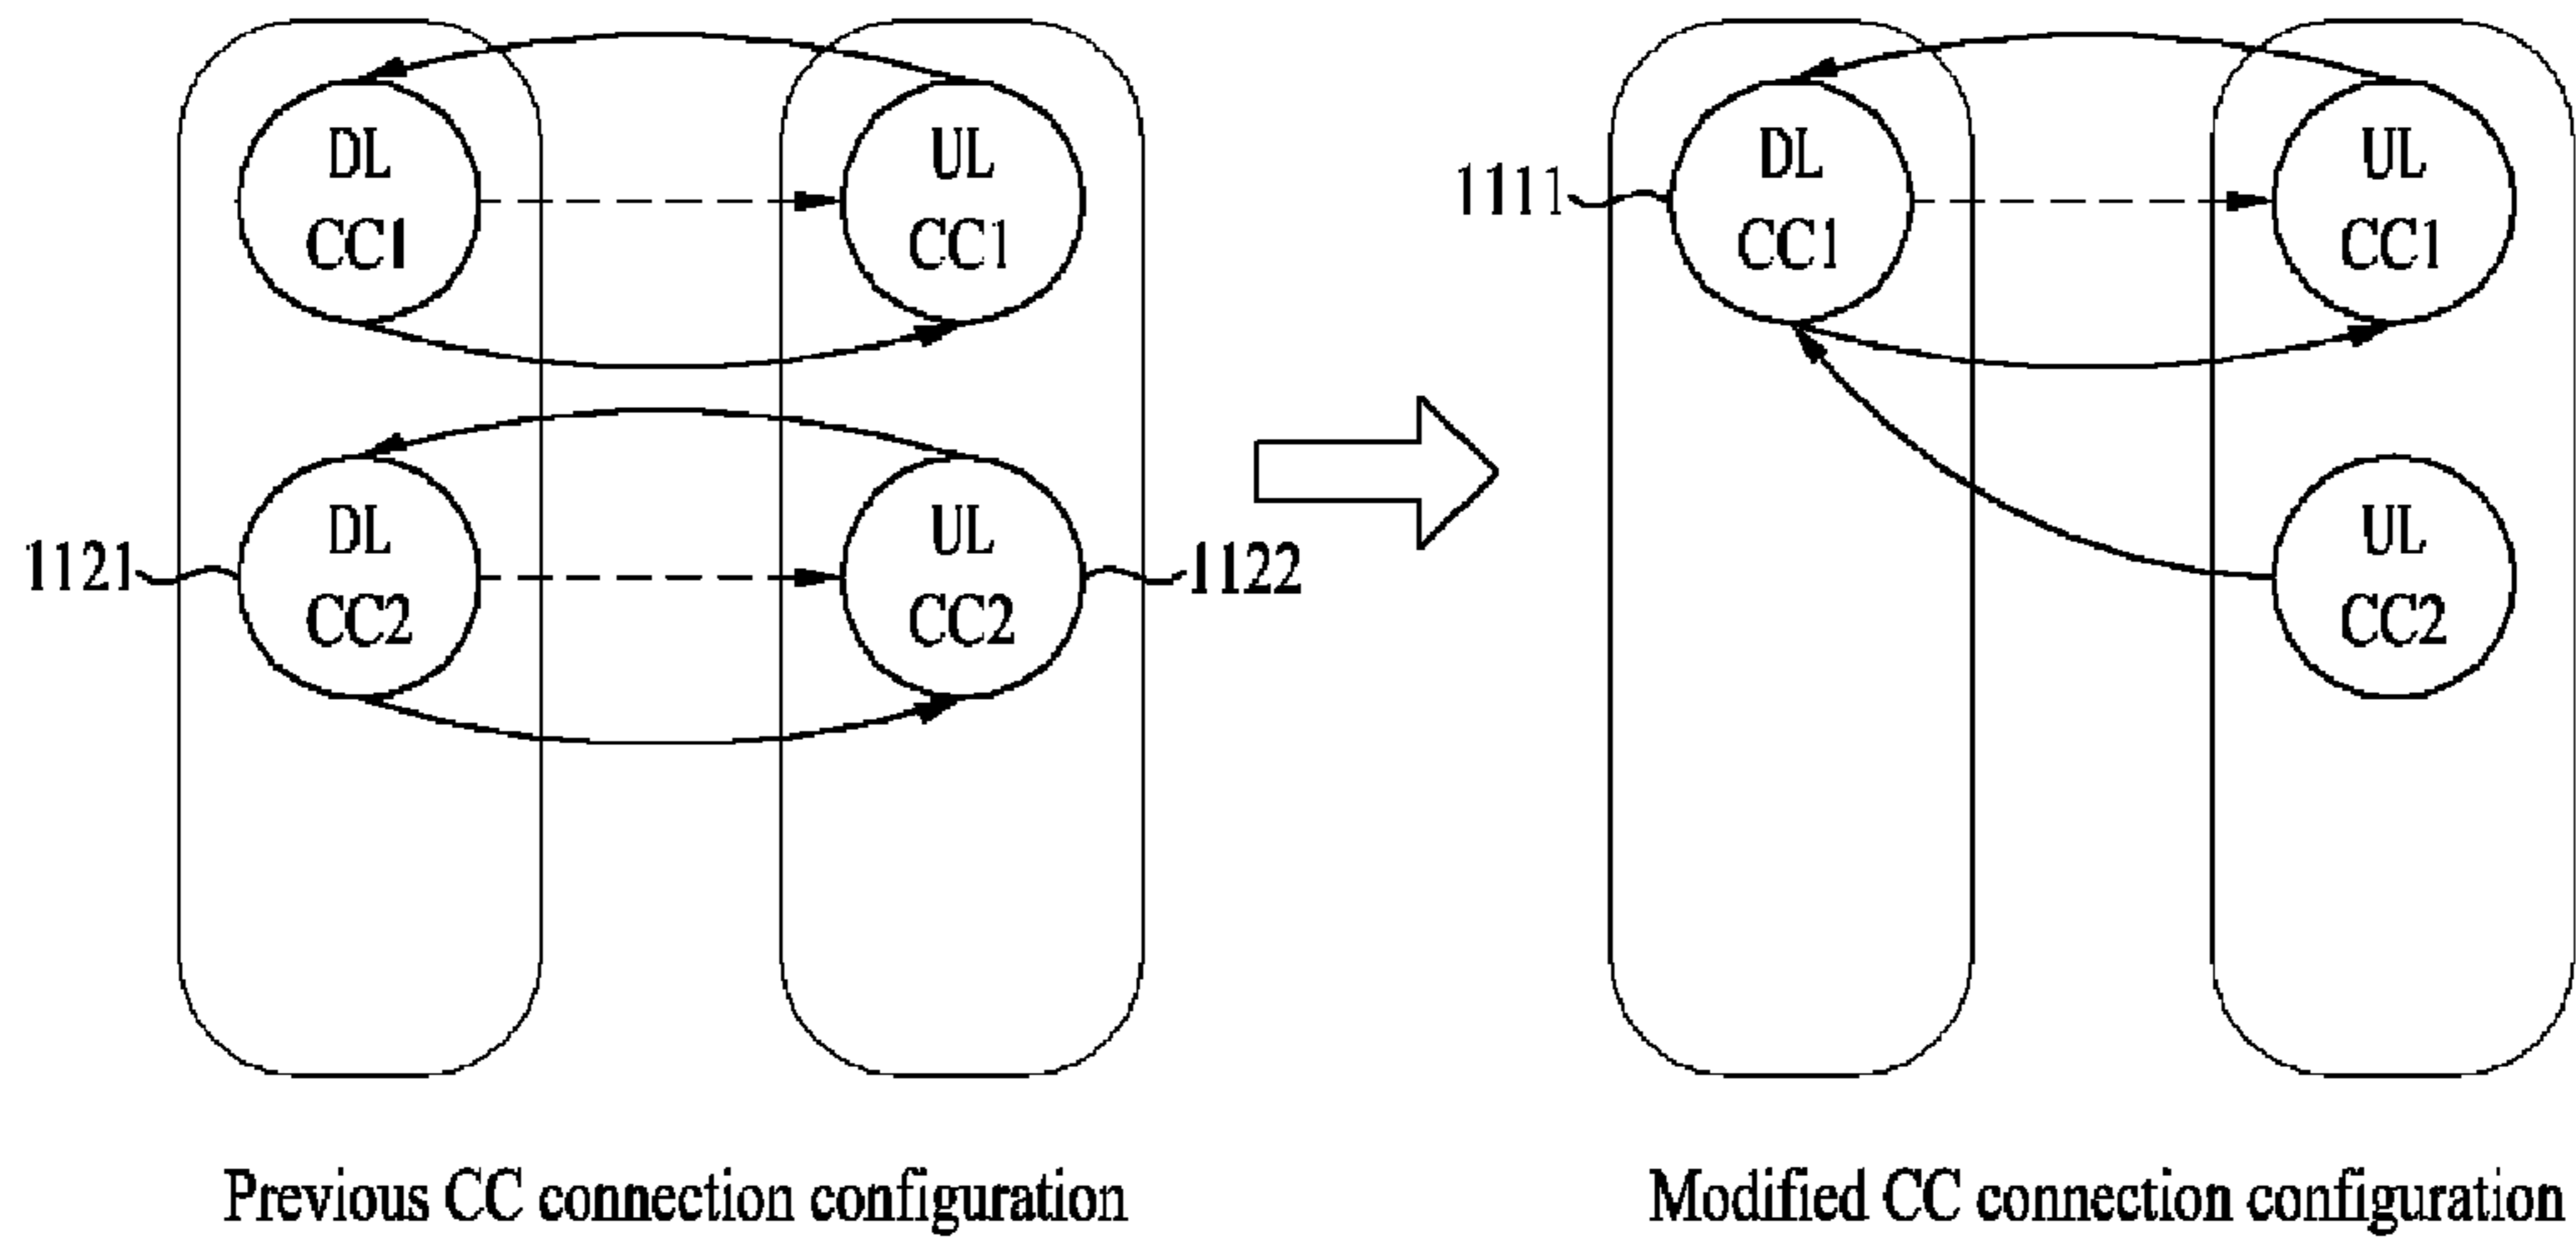 DL
CC1
UL
CC1
1121
DL
CC2
UL
CC2
1122
Previous CC connection configuration
1111
DL
CC1
UL
CC1
UL
CC2
Modified CC connection configuration